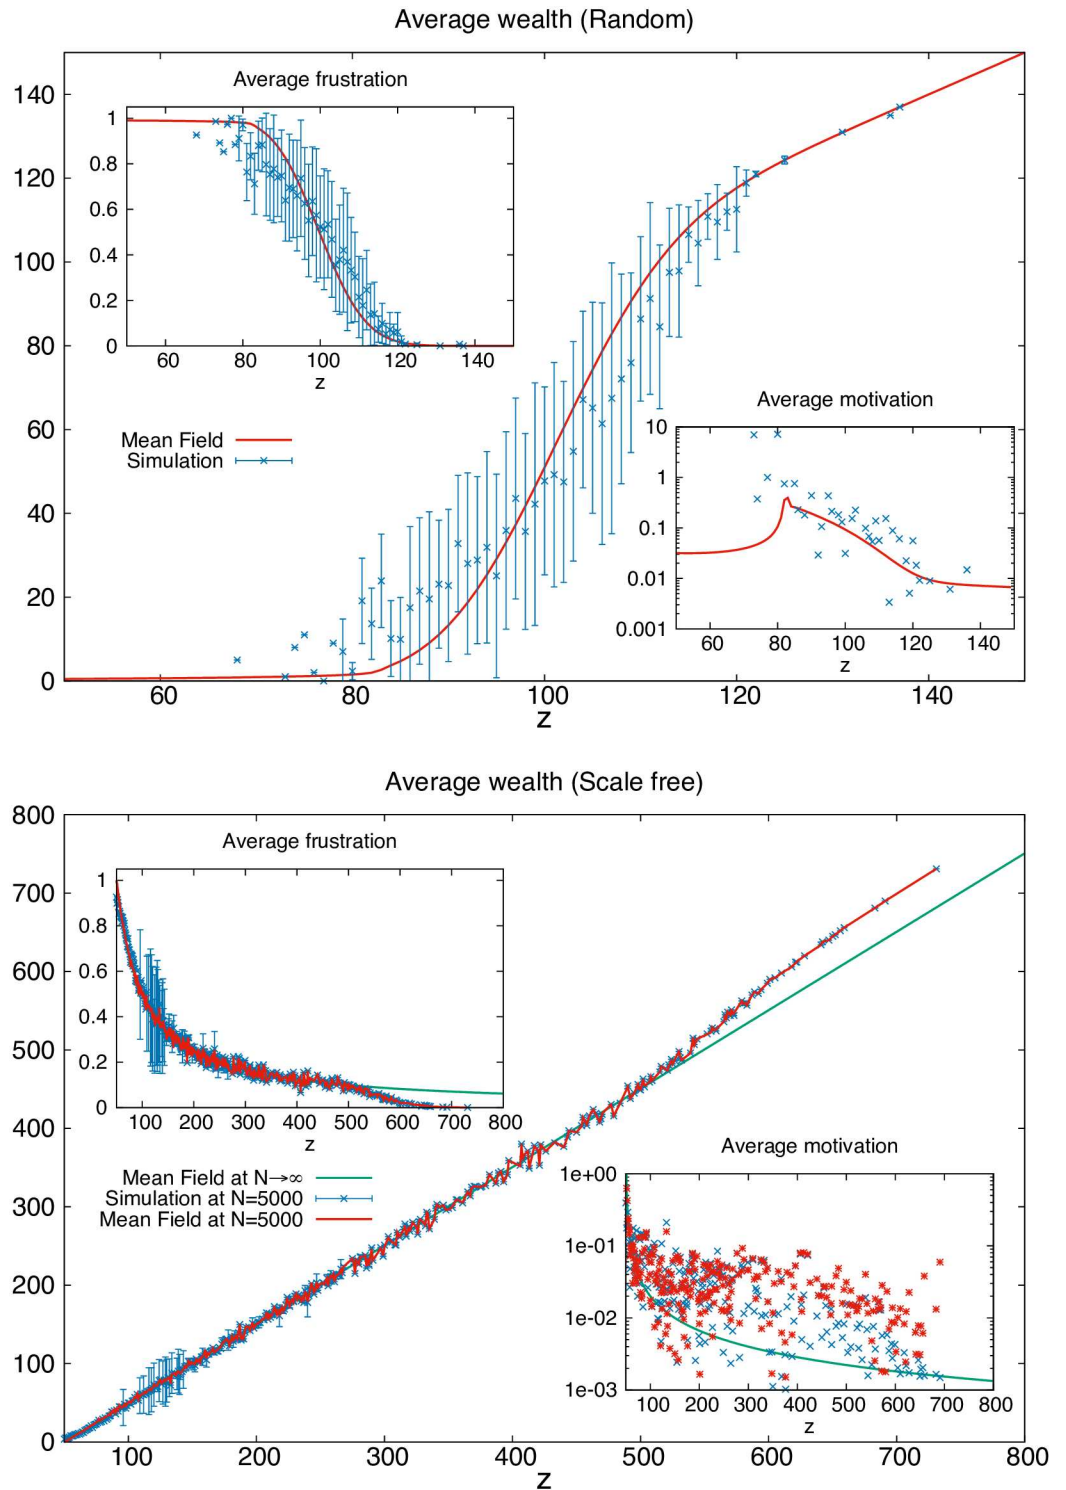 Average wealth (Random)
140
120
100
80
60
40
20
0
60 80 100 120 140
z
Average frustration
1
0.8
0.6
0.4
0.2
0
60 80 100 120 140
z
Mean Field
Simulation
Average motivation
10
1
0.1
0.01
0.001
60 80 100 120 140
z
Average wealth (Scale free)
800
700
600
500
400
300
200
100
0
100 200 300 400 500 600 700 800
z
Average frustration
1
0.8
0.6
0.4
0.2
0
100 200 300 400 500 600 700 800
z
Mean Field at N→∞
Simulation at N=5000
Mean Field at N=5000
Average motivation
1e+00
1e-01
1e-02
1e-03
100 200 300 400 500 600 700 800
z